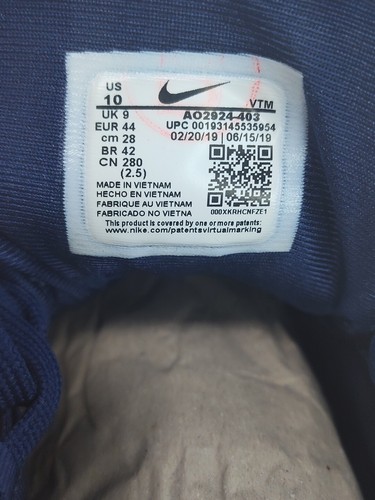 US
10
VTM
UK 9
AO2924-403
EUR 44
UPC 00193145535954
cm 28
02/20/19 06/15/19
BR 42
CN 280
(2.5)
MADE IN VIETNAM
HECHO EN VIETNAM
FABRIQUE AU VIETNAM
FABRICADO NO VIETNA
000XKRHCNFZE1
This product is covered by one or more patents:
www.nike.com/patentsvirtualmarking